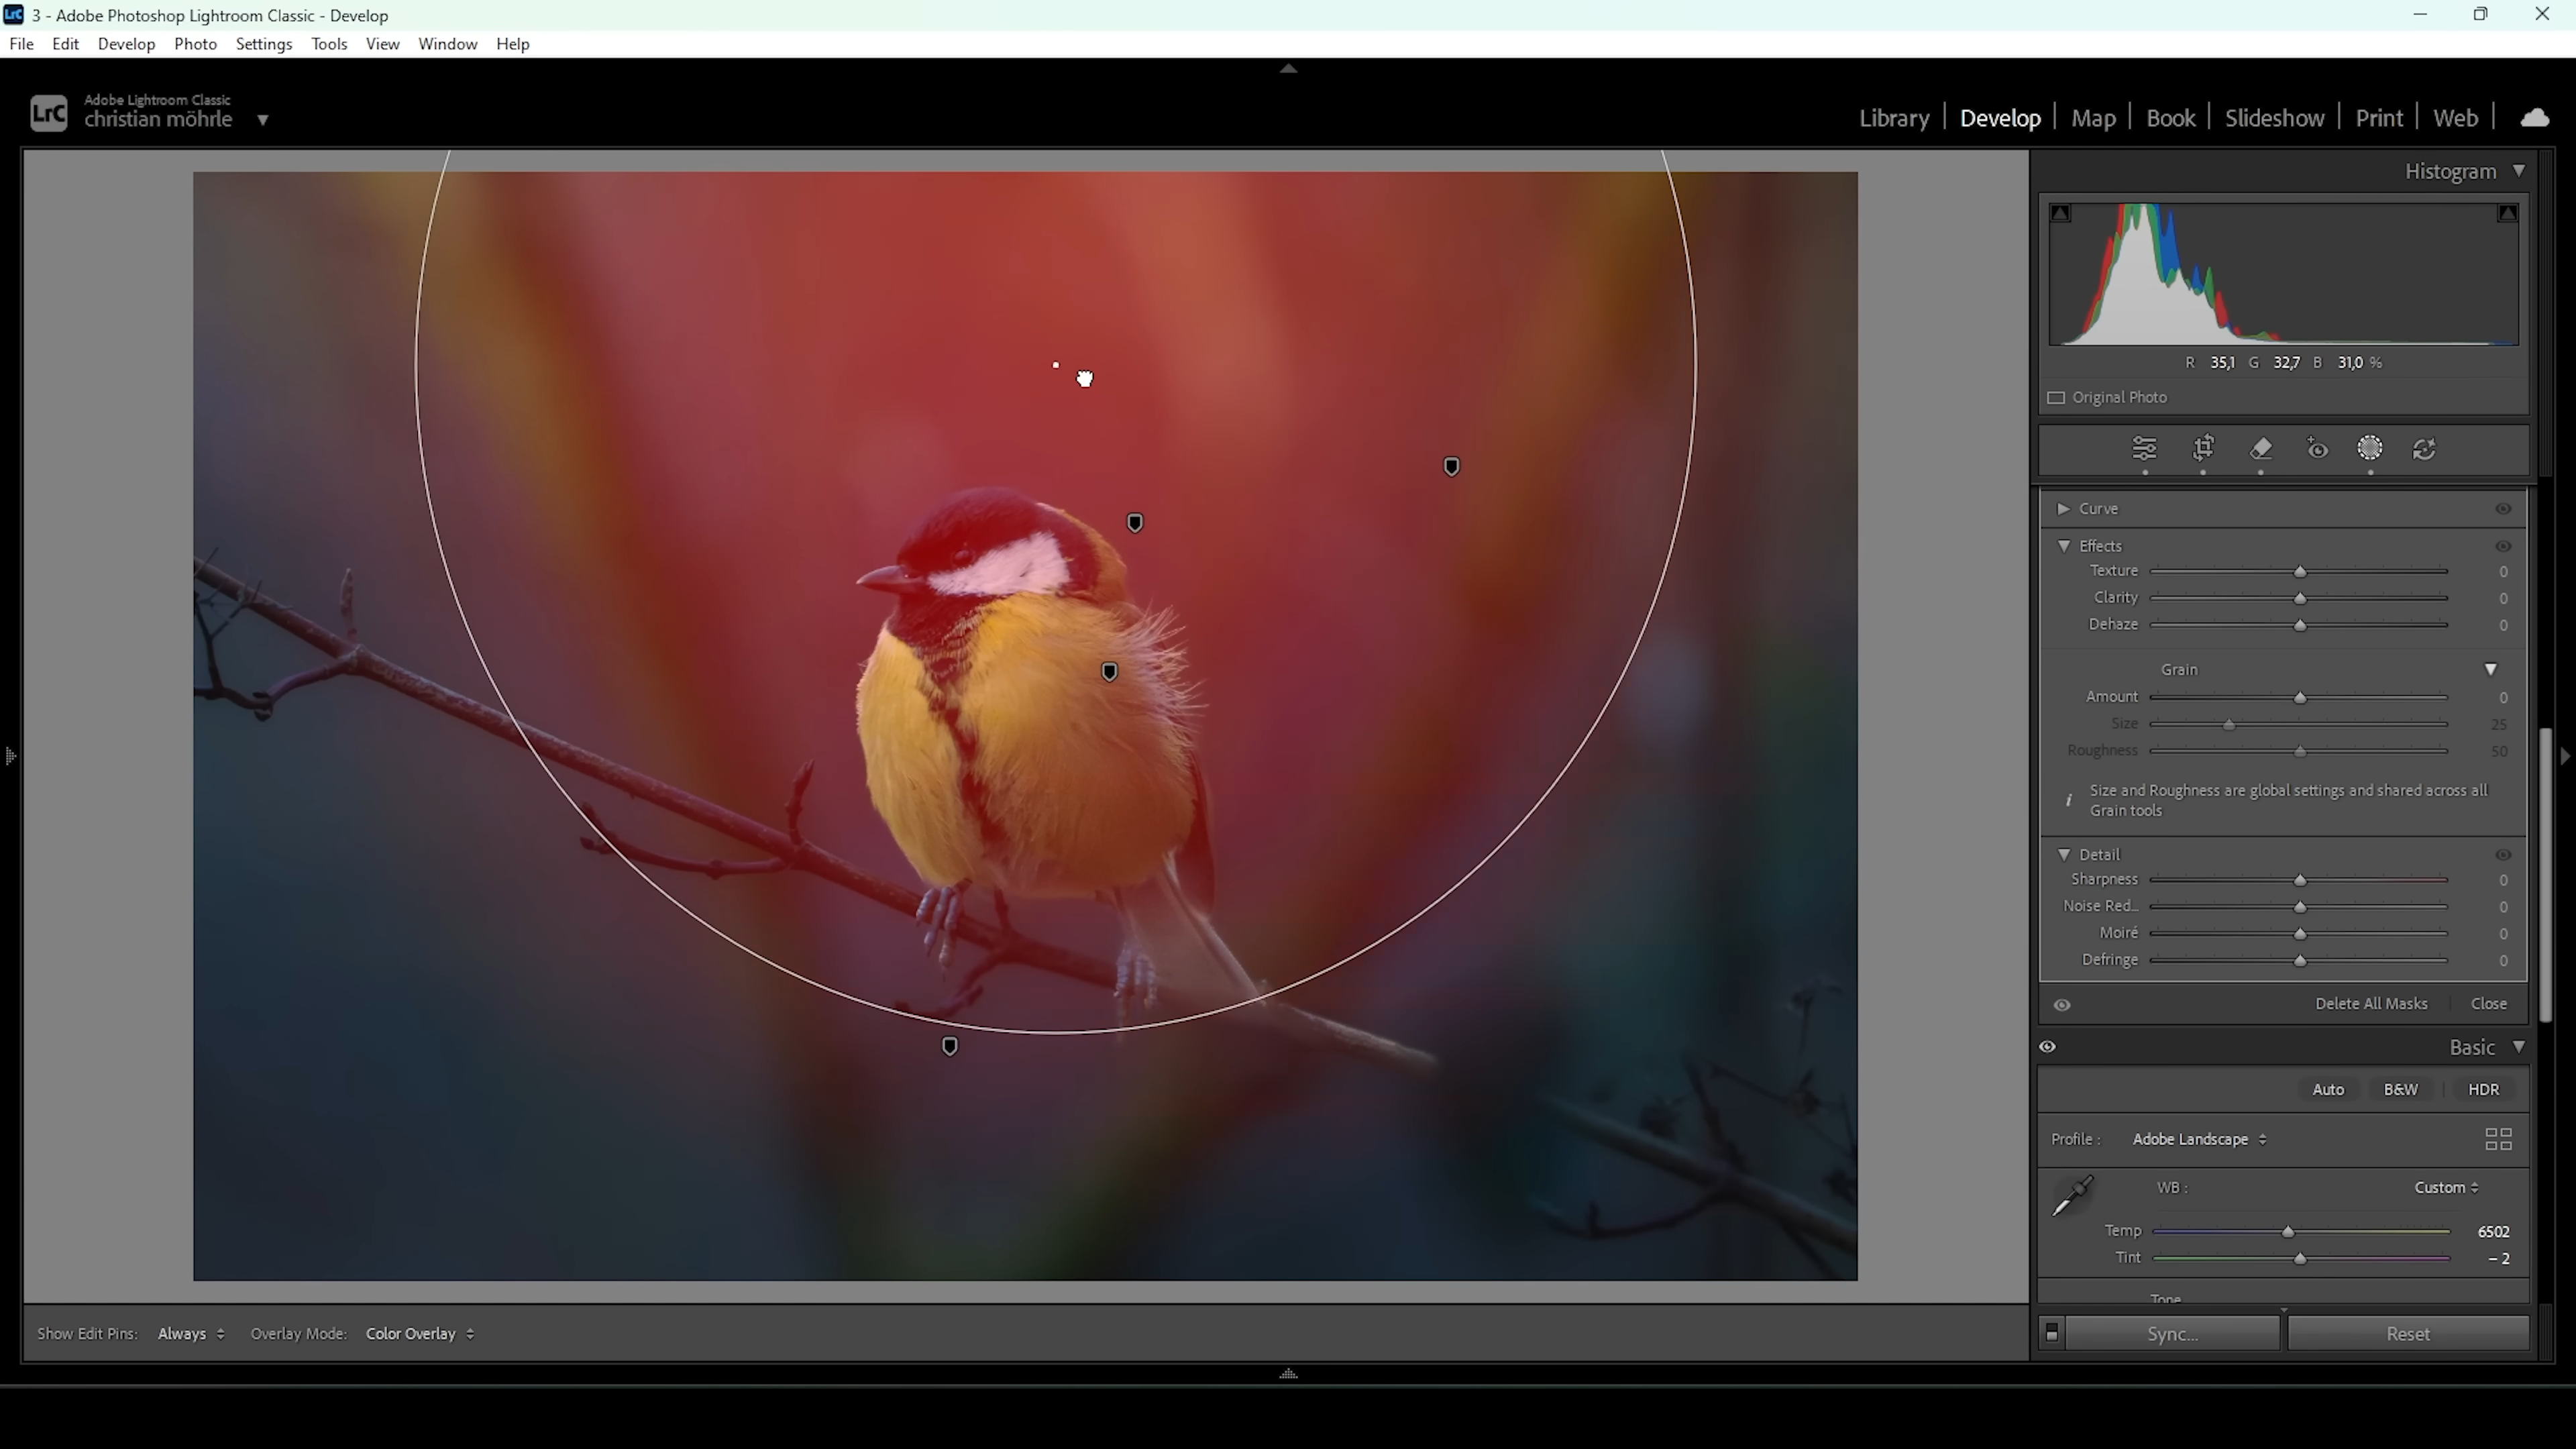 3 - Adobe Photoshop Lightroom Classic - Develop
File Edit Develop Photo Settings Tools View Window Help
LrC
Adobe Lightroom Classic
christian möhrle
Library | Develop | Map | Book | Slideshow | Print | Web |
Histogram
R 35,1 G 32,7 B 31,0 %
Original Photo
Curve
Effects
Texture 0
Clarity 0
Dehaze 0
Grain
Amount 0
Size 25
Roughness 50
Size and Roughness are global settings and shared across all
Grain tools
Detail
Sharpness 0
Noise Red... 0
Moiré 0
Defringe 0
Delete All Masks Close
Basic
Auto B&W HDR
Profile : Adobe Landscape
WB : Custom
Temp 6502
Tint – 2
Tone
Show Edit Pins: Always Overlay Mode: Color Overlay
Sync... Reset